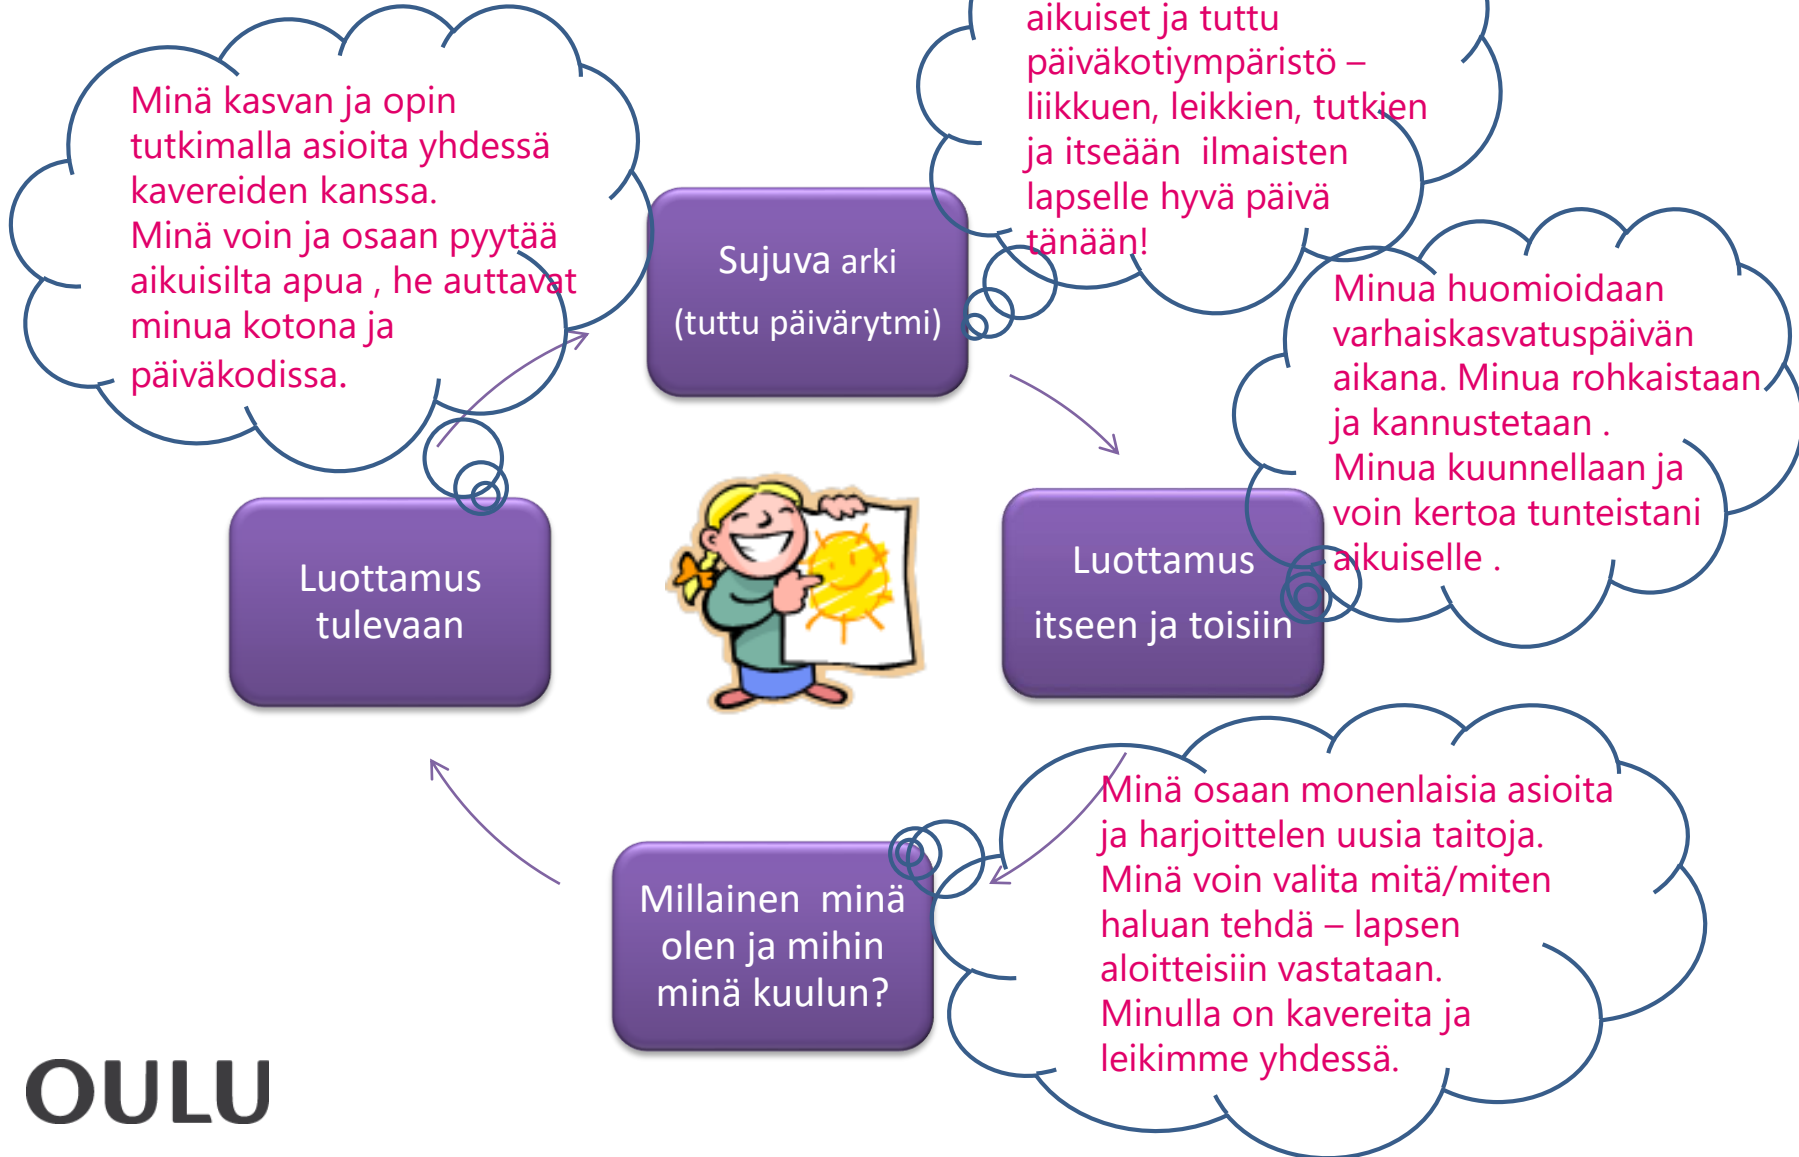 aikuiset ja tuttu
päiväkotiympäristö –
liikkuen, leikkien, tutkien
ja itseään  ilmaisten
lapselle hyvä päivä
tänään!
Minä kasvan ja opin
tutkimalla asioita yhdessä
kavereiden kanssa.
Minä voin ja osaan pyytää
aikuisilta apua , he auttavat
minua kotona ja
päiväkodissa.
Sujuva arki
(tuttu päivärytmi)
Minua huomioidaan
varhaiskasvatuspäivän
aikana. Minua rohkaistaan
ja kannustetaan .
Minua kuunnellaan ja
voin kertoa tunteistani
aikuiselle .
Luottamus
tulevaan
Luottamus
itseen ja toisiin
Minä osaan monenlaisia asioita
ja harjoittelen uusia taitoja.
Minä voin valita mitä/miten
haluan tehdä – lapsen
aloitteisiin vastataan.
Minulla on kavereita ja
leikimme yhdessä.
Millainen  minä
olen ja mihin
minä kuulun?
OULU